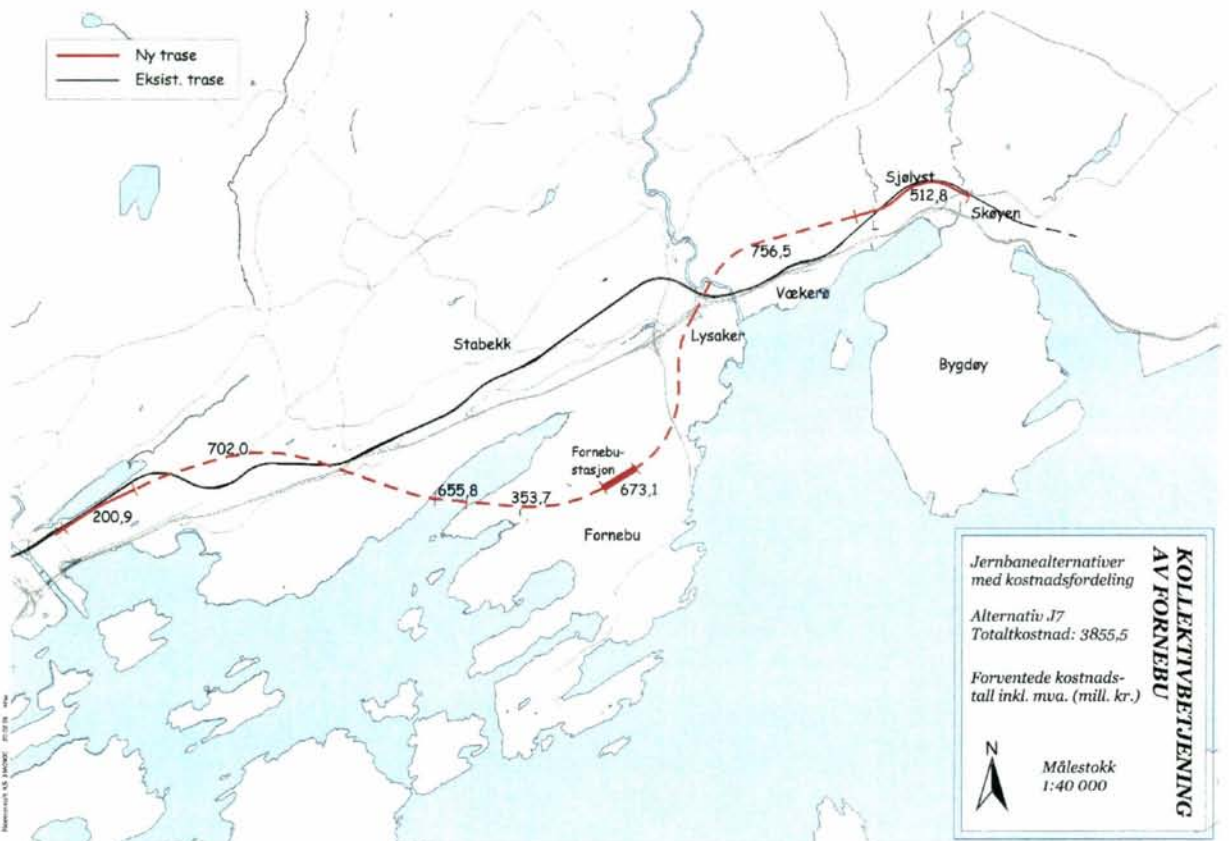 Ny trase
Eksist. trase
Sjølyst
512,8
Skøyen
756,5
Vækerø
Lysaker
Stabekk
Bygdøy
702,0
Fornebu-
stasjon
655,8
353,7
673,1
200,9
Fornebu
KOLLEKTIVBETJENING
AV FORNEBU
Jernbanealternativer
med kostnadsfordeling
Alternativ J7
Totaltkostnad: 3855,5
Forventede kostnads-
tall inkl. mva. (mill. kr.)
N
Målestokk
1:40 000